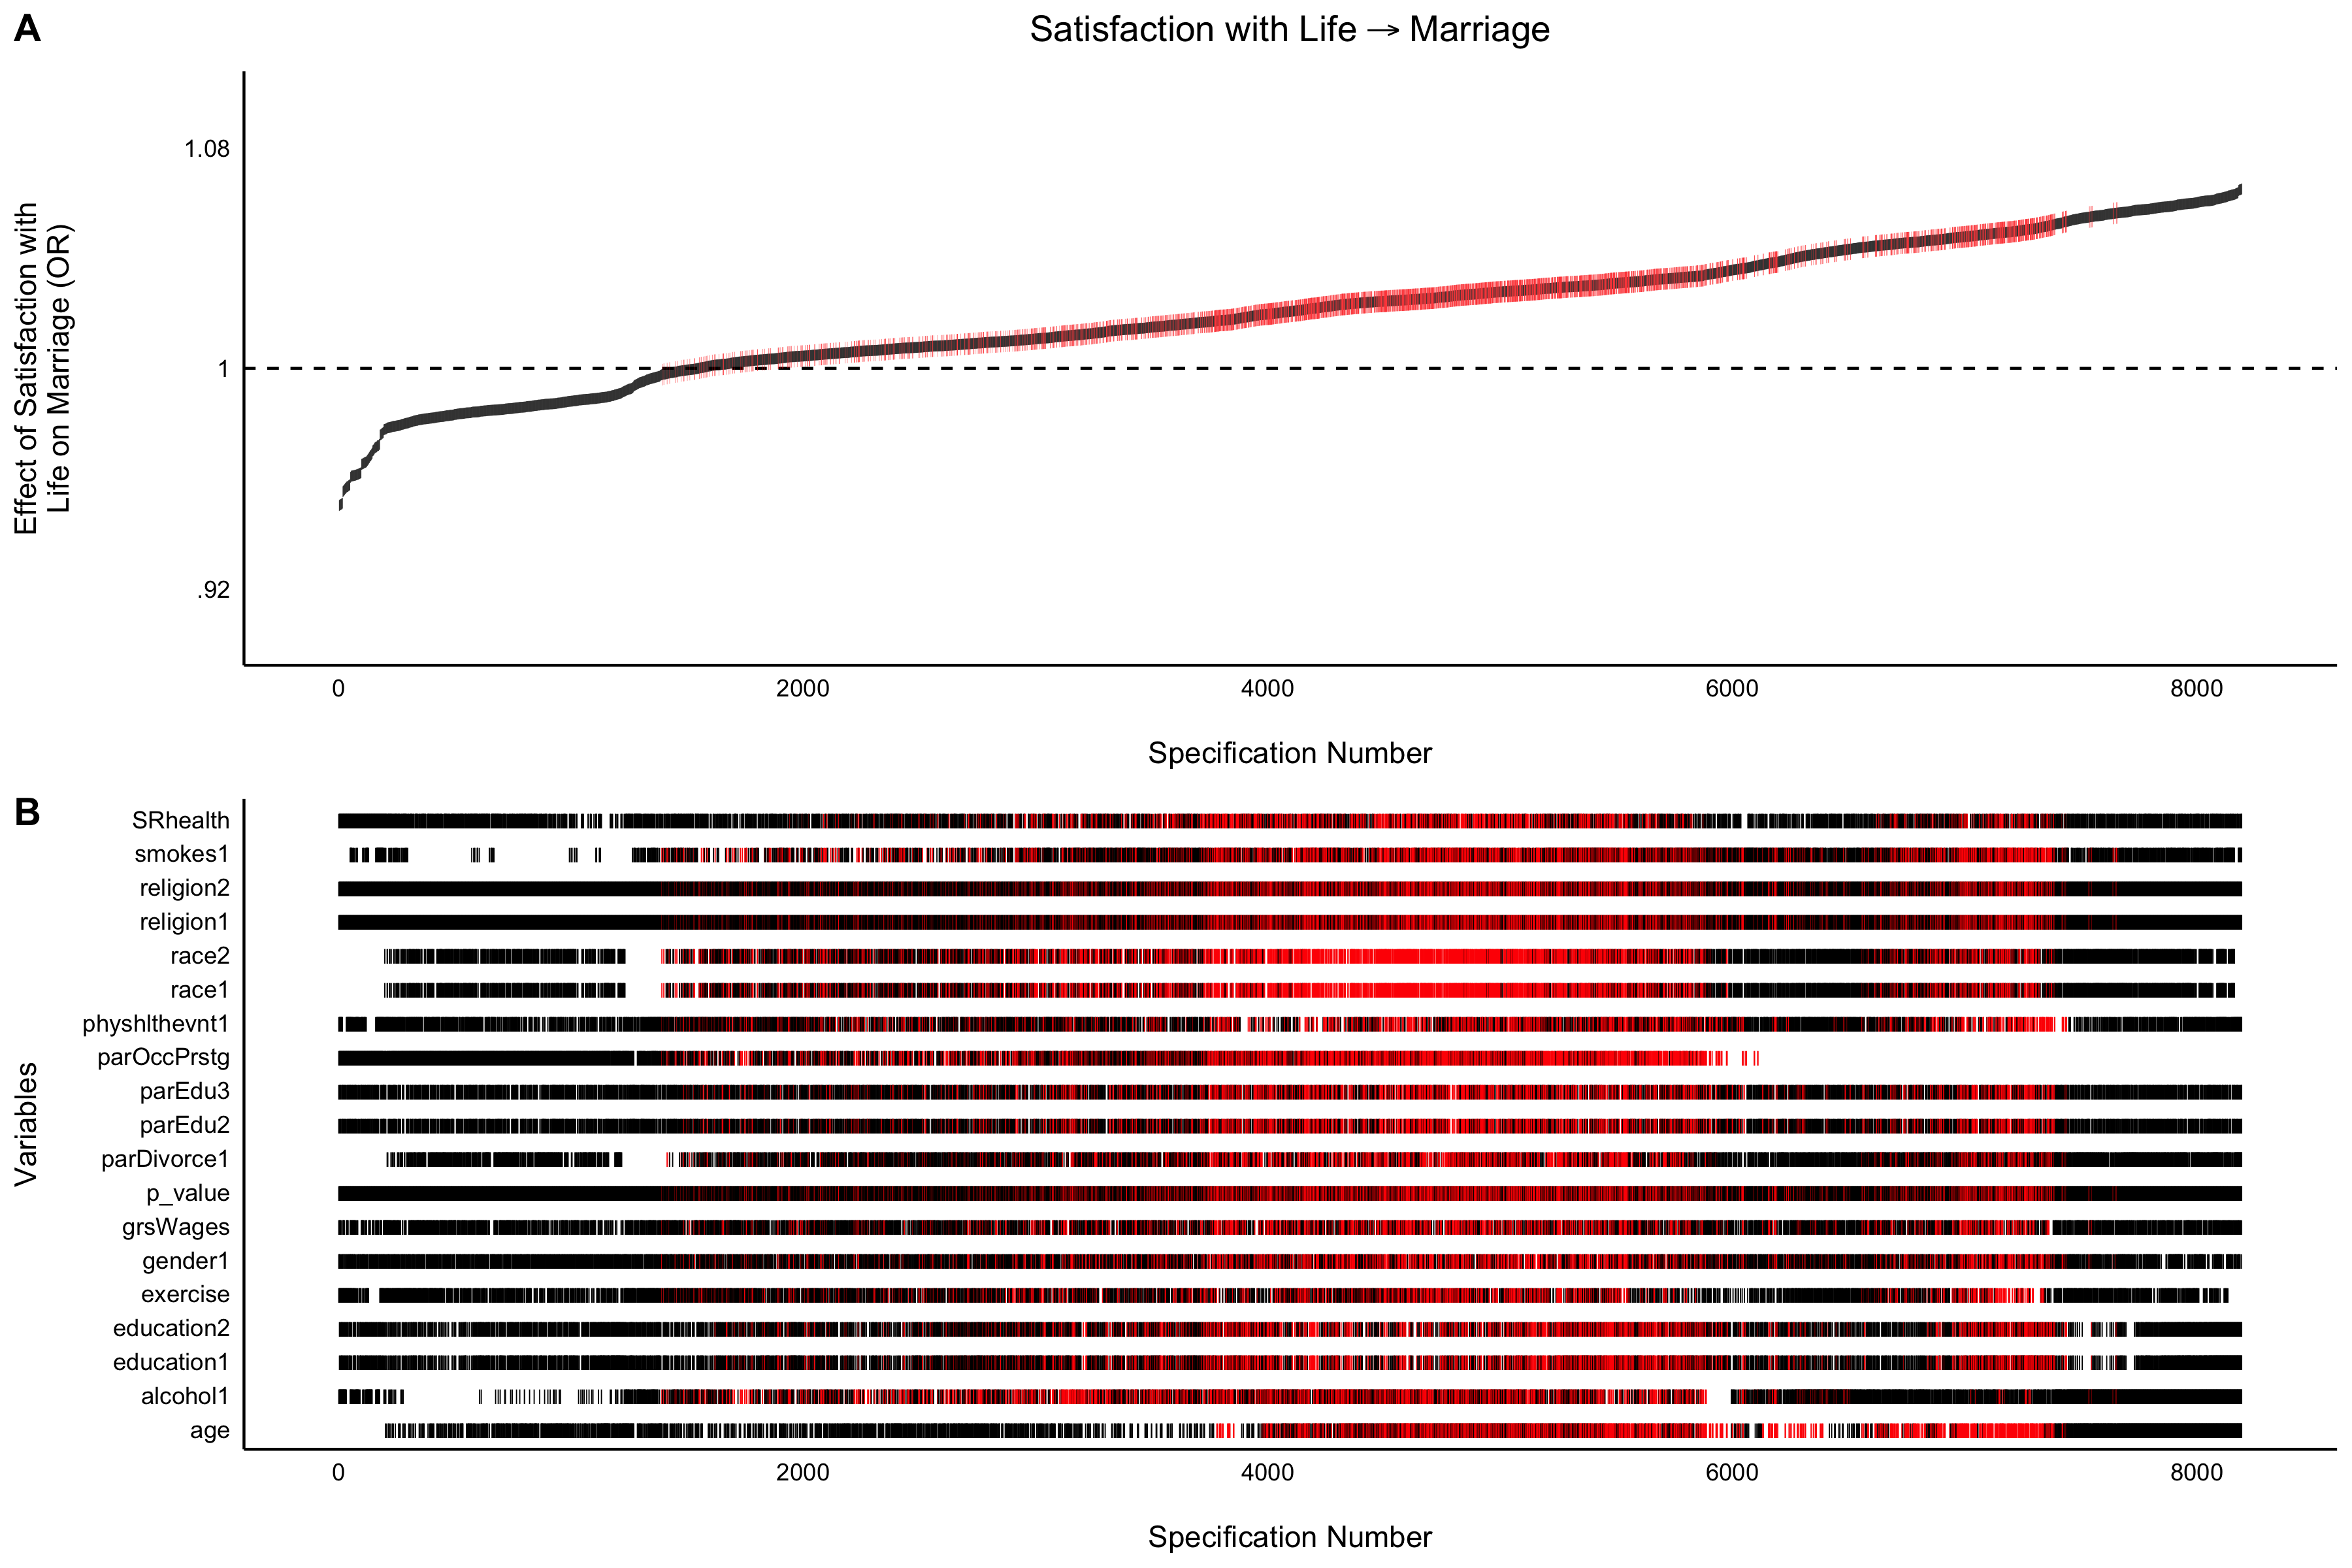 A
Satisfaction with Life → Marriage
Effect of Satisfaction with
Life on Marriage (OR)
1.08
1
.92
0 2000 4000 6000 8000
Specification Number
B
Variables
SRhealth
smokes1
religion2
religion1
race2
race1
physhlthevnt1
parOccPrstg
parEdu3
parEdu2
parDivorce1
p_value
grsWages
gender1
exercise
education2
education1
alcohol1
age
0 2000 4000 6000 8000
Specification Number